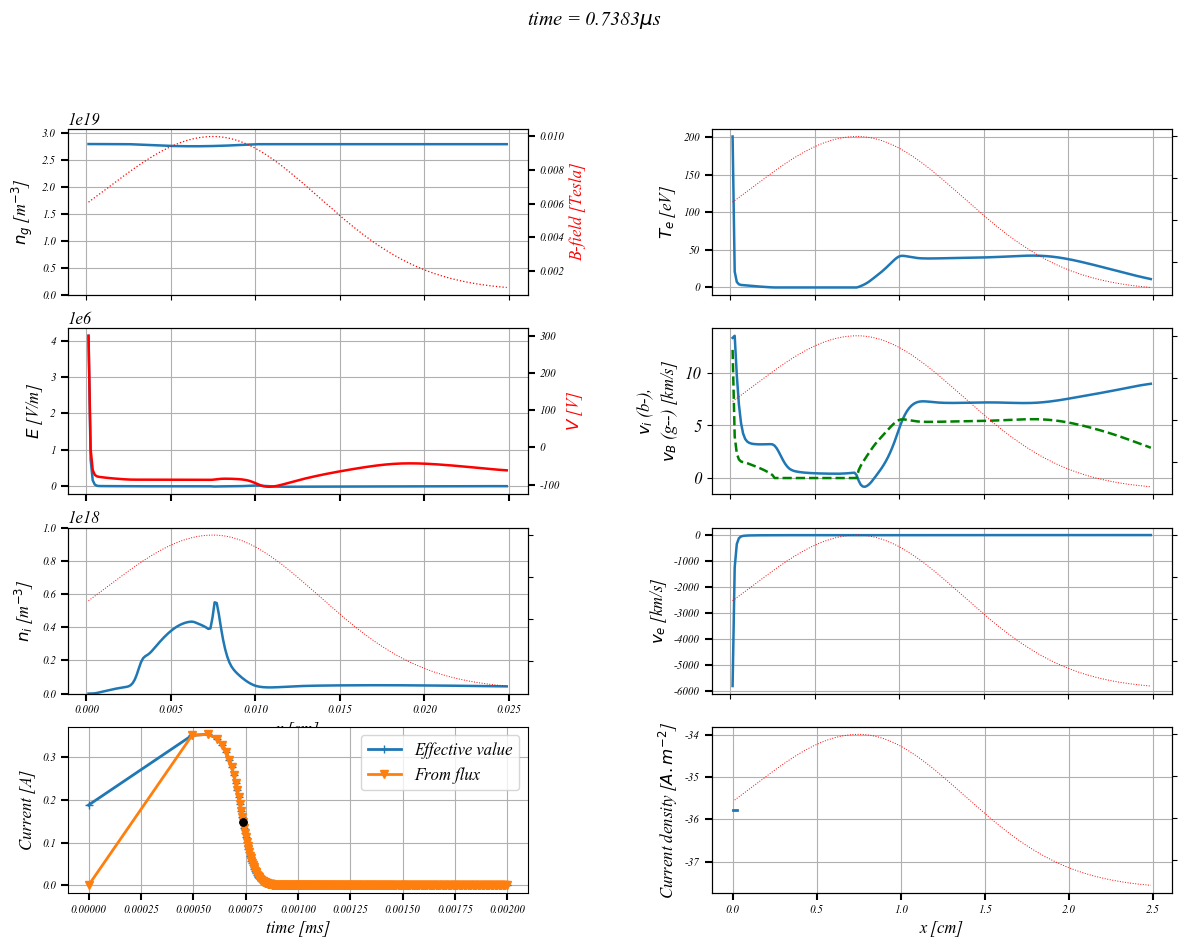 time = 0.7383μs
1e19
3.0
2.5
2.0
1.5
1.0
0.5
0.0
n_g [m⁻³]
0.010
0.008
0.006
0.004
0.002
B-field [Tesla]
200
150
100
50
0
T_e [eV]
1e6
4
3
2
1
0
E [V/m]
300
200
100
0
-100
V [V]
10
5
0
v_i (b-),
v_B (g--) [km/s]
1e18
1.0
0.8
0.6
0.4
0.2
0.0
n_i [m⁻³]
0.000 0.005 0.010 0.015 0.020 0.025
0
-1000
-2000
-3000
-4000
-5000
-6000
v_e [km/s]
0.3
0.2
0.1
0.0
Current [A]
Effective value
From flux
0.00000 0.00025 0.00050 0.00075 0.00100 0.00125 0.00150 0.00175 0.00200
time [ms]
-34
-35
-36
-37
Current density [A.m⁻²]
0.0 0.5 1.0 1.5 2.0 2.5
x [cm]